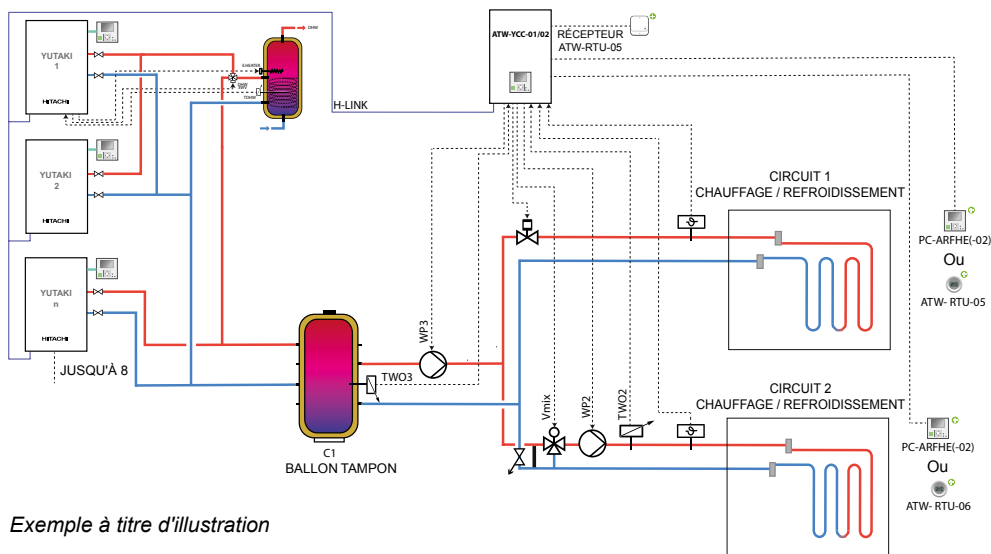 YUTAKI
1
HITACHI
YUTAKI
2
HITACHI
YUTAKI
n
HITACHI
JUSQU'À 8
DHW
E.HEATER
TDHW
H-LINK
ATW-YCC-01/02
RÉCEPTEUR
ATW-RTU-05
WP3
TWO3
C1
BALLON TAMPON
Vmix
WP2
TWO2
CIRCUIT 1
CHAUFFAGE / REFROIDISSEMENT
CIRCUIT 2
CHAUFFAGE / REFROIDISSEMENT
PC-ARFHE(-02)
Ou
ATW- RTU-05
PC-ARFHE(-02)
Ou
ATW- RTU-06
Exemple à titre d'illustration